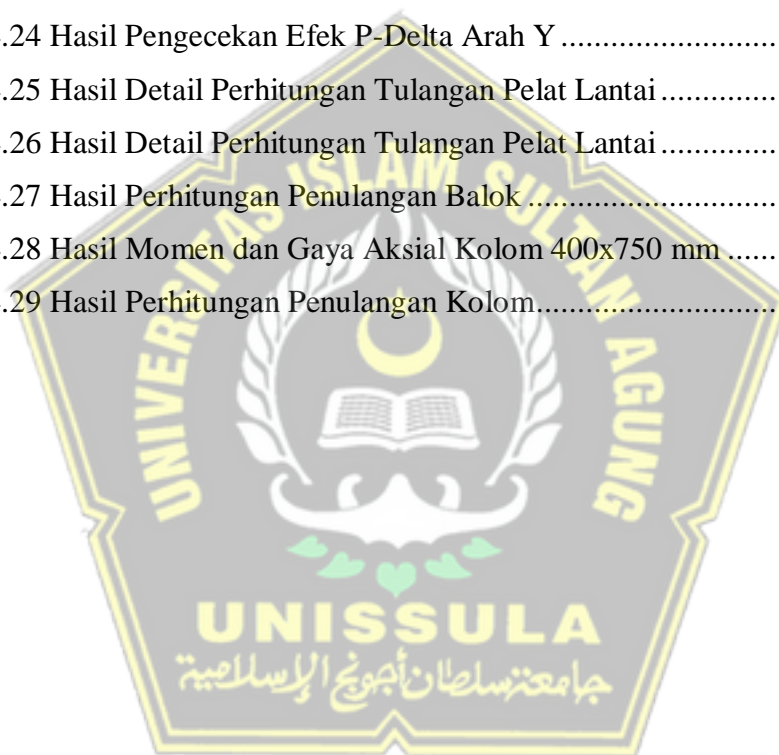 .24 Hasil Pengecekan Efek P-Delta Arah Y ...........................
.25 Hasil Detail Perhitungan Tulangan Pelat Lantai ..............
.26 Hasil Detail Perhitungan Tulangan Pelat Lantai ..............
.27 Hasil Perhitungan Penulangan Balok ...............................
.28 Hasil Momen dan Gaya Aksial Kolom 400x750 mm ......
.29 Hasil Perhitungan Penulangan Kolom..............................
UNIVERSITAS ISLAM SULTAN AGUNG
UNISSULA
جامعتنسلطان أجونج الإسلامية